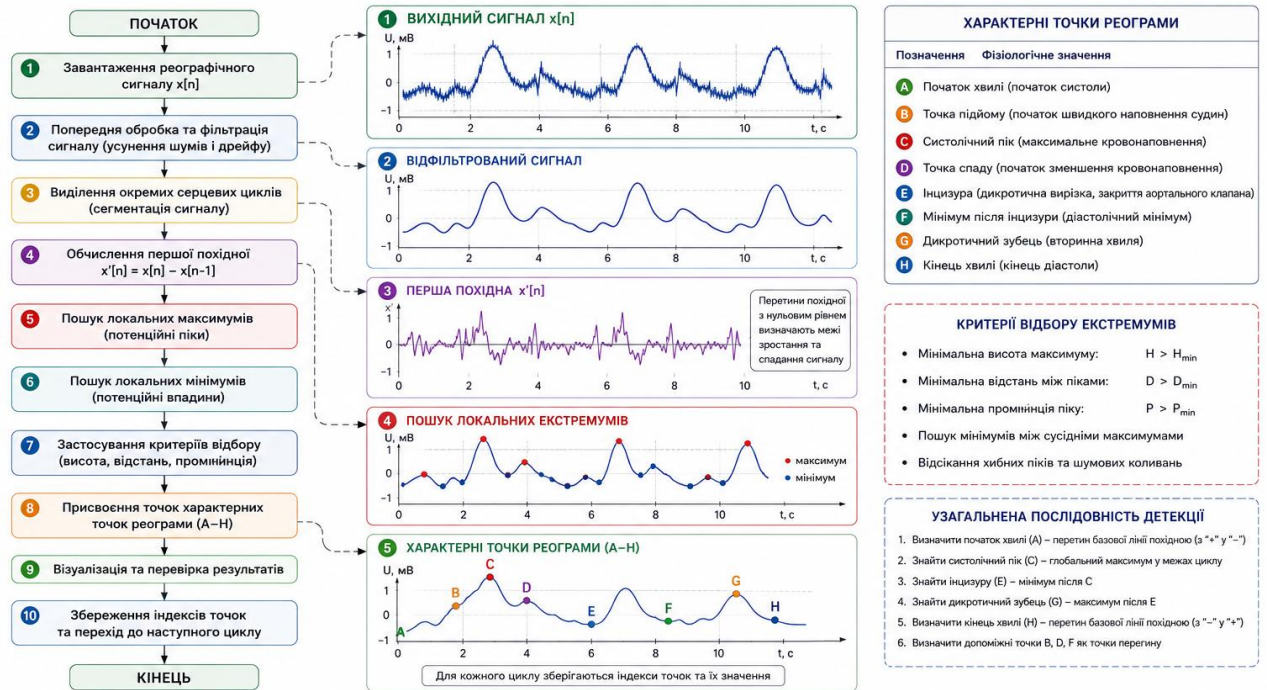 ПОЧАТОК
1 Завантаження реографічного
сигналу x[n]
2 Попередня обробка та фільтрація
сигналу (усунення шумів і дрейфу)
3 Виділення окремих серцевих циклів
(сегментація сигналу)
4 Обчислення першої похідної
x'[n] = x[n] − x[n-1]
5 Пошук локальних максимумів
(потенційні піки)
6 Пошук локальних мінімумів
(потенційні впадини)
7 Застосування критеріїв відбору
(висота, відстань, промінінція)
8 Присвоєння точок характерних
точок реограми (A–H)
9 Візуалізація та перевірка результатів
10 Збереження індексів точок
та перехід до наступного циклу
КІНЕЦЬ
1 ВИХІДНИЙ СИГНАЛ x[n]
U, мВ
1
0
−1
0 2 4 6 8 10 t, c
2 ВІДФІЛЬТРОВАНИЙ СИГНАЛ
U, мВ
1
0
−1
0 2 4 6 8 10 t, c
3 ПЕРША ПОХІДНА x'[n]
x'
1
0
−1
0 2 4 6 8 t, c
Перетини похідної
з нульовим рівнем
визначають межі
зростання та
спадання сигналу
4 ПОШУК ЛОКАЛЬНИХ ЕКСТРЕМУМІВ
U, мВ
1
0
−1
0 2 4 6 8 10 t, c
максимум
мінімум
5 ХАРАКТЕРНІ ТОЧКИ РЕОГРАМИ (A–H)
U, мВ
1
0
−1
A B C D E F G H
0 2 4 6 8 10 t, c
Для кожного циклу зберігаються індекси точок та їх значення
ХАРАКТЕРНІ ТОЧКИ РЕОГРАМИ
Позначення Фізіологічне значення
A Початок хвилі (початок систоли)
B Точка підйому (початок швидкого наповнення судин)
C Систолічний пік (максимальне кровонаповнення)
D Точка спаду (початок зменшення кровонаповнення)
E Інцизура (дикротична вирізка, закриття аортального клапана)
F Мінімум після інцизури (діастолічний мінімум)
G Дикротичний зубець (вторинна хвиля)
H Кінець хвилі (кінець діастоли)
КРИТЕРІЇ ВІДБОРУ ЕКСТРЕМУМІВ
• Мінімальна висота максимуму: H > Hmin
• Мінімальна відстань між піками: D > Dmin
• Мінімальна промінінція піку: P > Pmin
• Пошук мінімумів між сусідніми максимумами
• Відсікання хибних піків та шумових коливань
УЗАГАЛЬНЕНА ПОСЛІДОВНІСТЬ ДЕТЕКЦІЇ
1. Визначити початок хвилі (A) – перетин базової лінії похідною (з "+" у "−")
2. Знайти систолічний пік (C) – глобальний максимум у межах циклу
3. Знайти інцизуру (E) – мінімум після C
4. Знайти дикротичний зубець (G) – максимум після E
5. Визначити кінець хвилі (H) – перетин базової лінії похідною (з "−" у "+")
6. Визначити допоміжні точки B, D, F як точки перегину